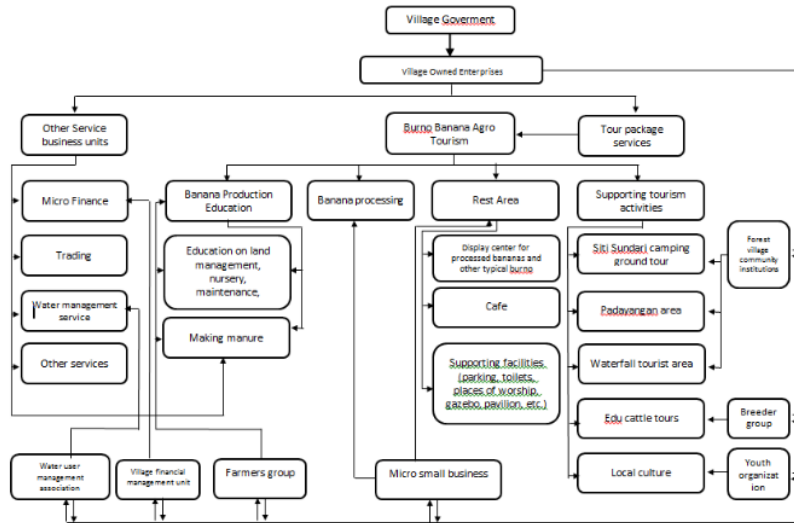 Village Goverment
Village Owned Enterprises
Other Service
business units
Burno Banana Agro
Tourism
Tour package
services
Micro Finance
Banana Production
Education
Banana processing
Rest Area
Supporting tourism
activities
Trading
Education on land
management,
nursery,
maintenance,
Display center for
processed bananas and
other typical burno
Siti Sundari camping
ground tour
Forest
village
community
institutions
Water management
service
Cafe
Padayangan area
Making manure
Other services
Supporting facilities
(parking, toilets,
places of worship,
gazebo, pavilion, etc.)
Waterfall tourist area
Edu cattle tours
Breeder
group
Water user
management
association
Village financial
management unit
Farmers group
Micro small business
Local culture
Youth
organizat
ion